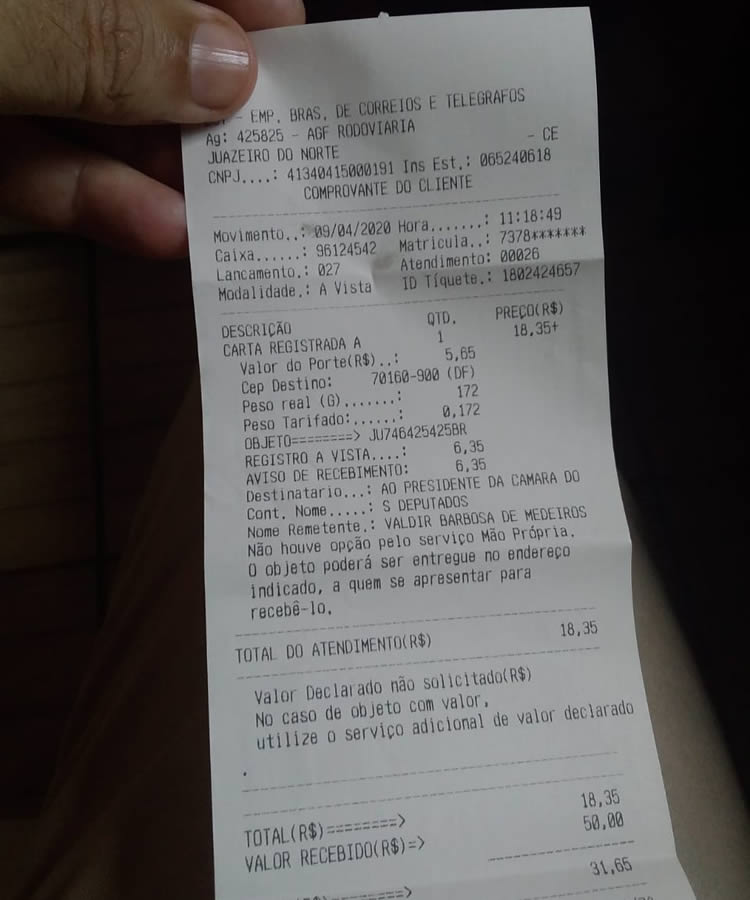 - EMP. BRAS. DE CORREIOS E TELEGRAFOS
Ag: 425825 - AGF RODOVIARIA
JUAZEIRO DO NORTE - CE
CNPJ....: 41340415000191 Ins Est.: 065240618
COMPROVANTE DO CLIENTE
Movimento..: 09/04/2020 Hora.......: 11:18:49
Caixa......: 96124542 Matricula..: 7378*******
Lancamento.: 027 Atendimento: 00026
Modalidade.: A Vista ID Tíquete.: 1802424657
DESCRIÇÃO QTD. PREÇO(R$)
CARTA REGISTRADA A 1 18,35+
Valor do Porte(R$)..: 5,65
Cep Destino: 70160-900 (DF)
Peso real (G).......: 172
Peso Tarifado:......: 0,172
OBJETO========> JU746425425BR
REGISTRO A VISTA....: 6,35
AVISO DE RECEBIMENTO: 6,35
Destinatario...: AO PRESIDENTE DA CAMARA DO
Cont. Nome.....: S DEPUTADOS
Nome Remetente.: VALDIR BARBOSA DE MEDEIROS
Não houve opção pelo serviço Mão Própria.
O objeto poderá ser entregue no endereço
indicado, a quem se apresentar para
recebê-lo.
TOTAL DO ATENDIMENTO(R$) 18,35
Valor Declarado não solicitado(R$)
No caso de objeto com valor,
utilize o serviço adicional de valor declarado
.
TOTAL(R$)========> 18,35
VALOR RECEBIDO(R$)=> 50,00
31,65